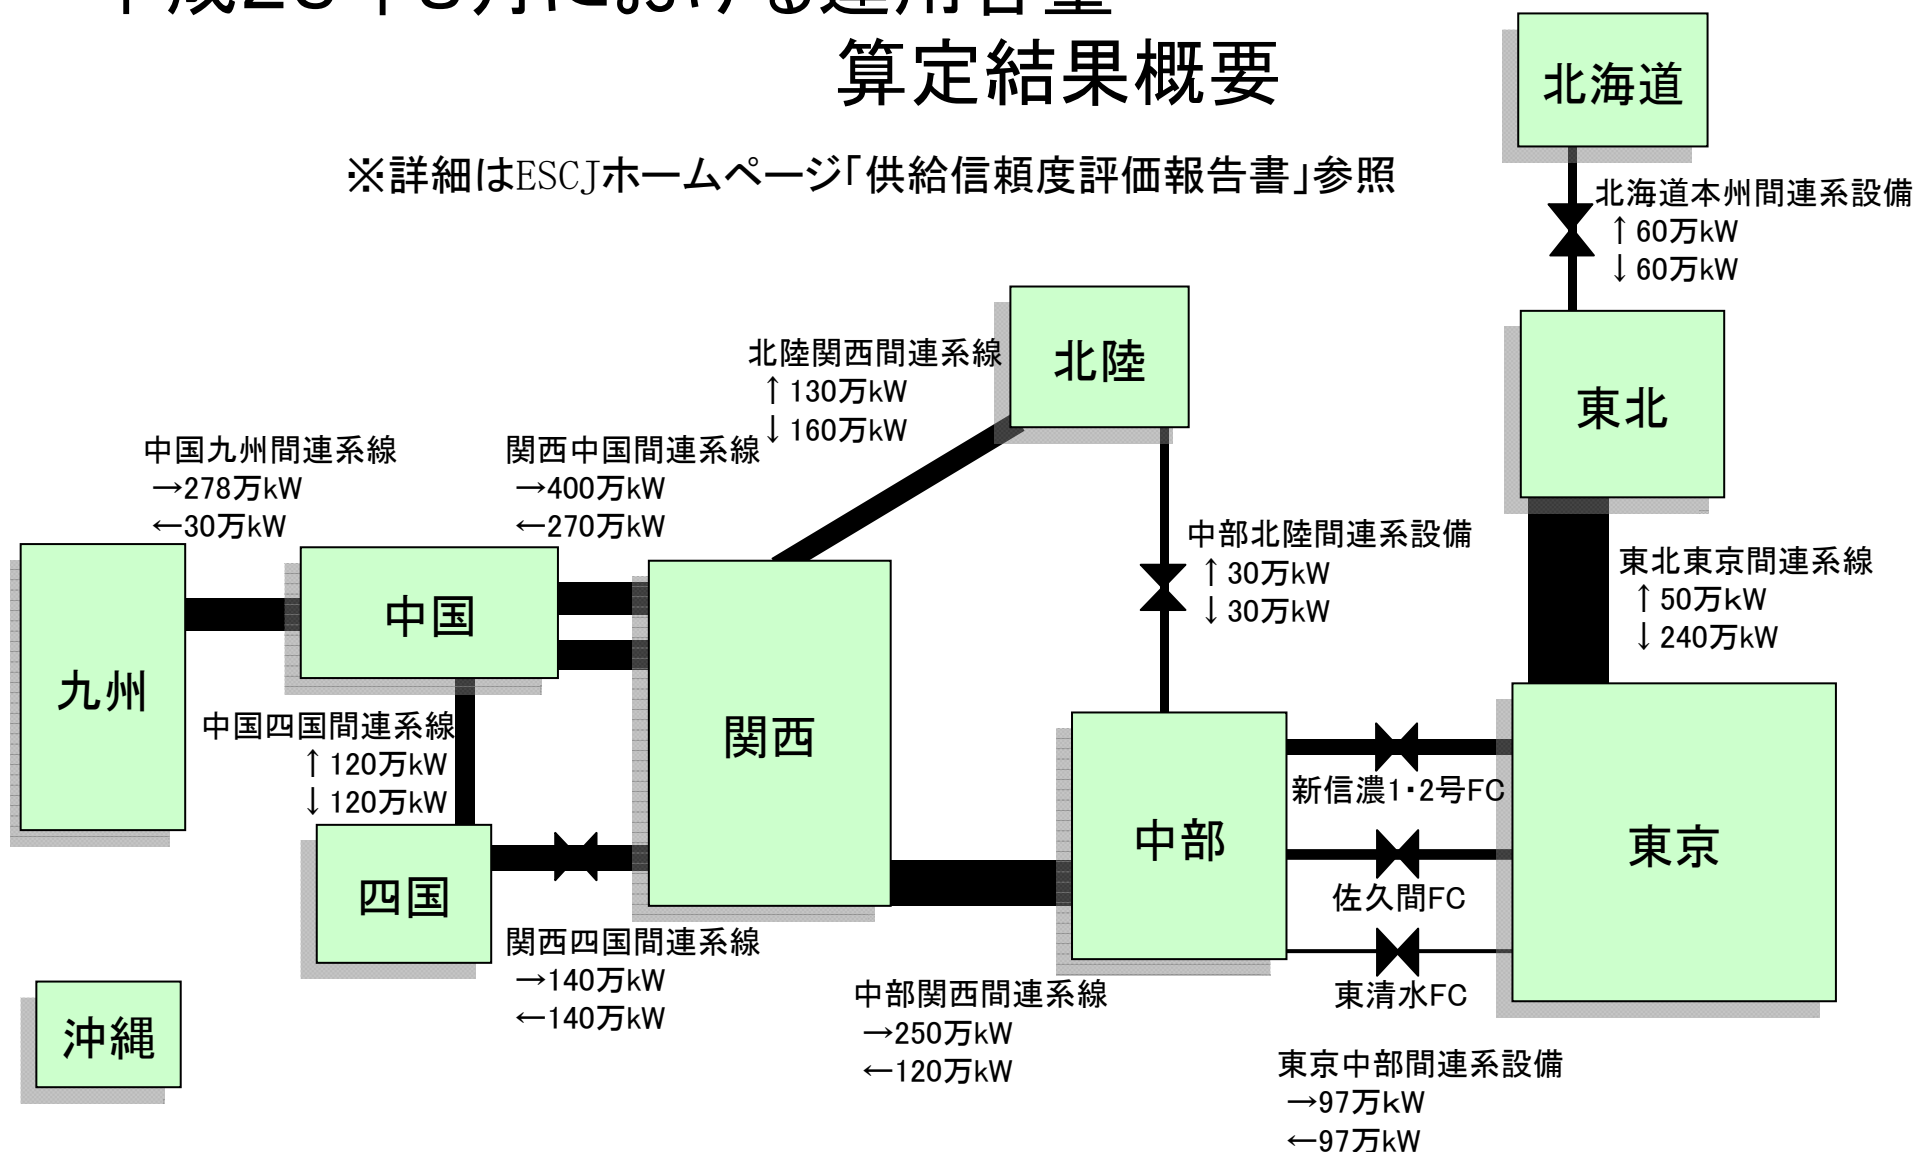 算定結果概要
※詳細はESCJホームページ「供給信頼度評価報告書」参照
北海道
北海道本州間連系設備
↑60万kW
↓60万kW
北陸
北陸関西間連系線
↑130万kW
↓160万kW
東北
中国九州間連系線
→278万kW
←30万kW
関西中国間連系線
→400万kW
←270万kW
中部北陸間連系設備
↑30万kW
↓30万kW
東北東京間連系線
↑50万kW
↓240万kW
九州
中国
関西
中国四国間連系線
↑120万kW
↓120万kW
四国
中部
新信濃1・2号FC
佐久間FC
東清水FC
東京
関西四国間連系線
→140万kW
←140万kW
中部関西間連系線
→250万kW
←120万kW
沖縄
東京中部間連系設備
→97万kW
←97万kW